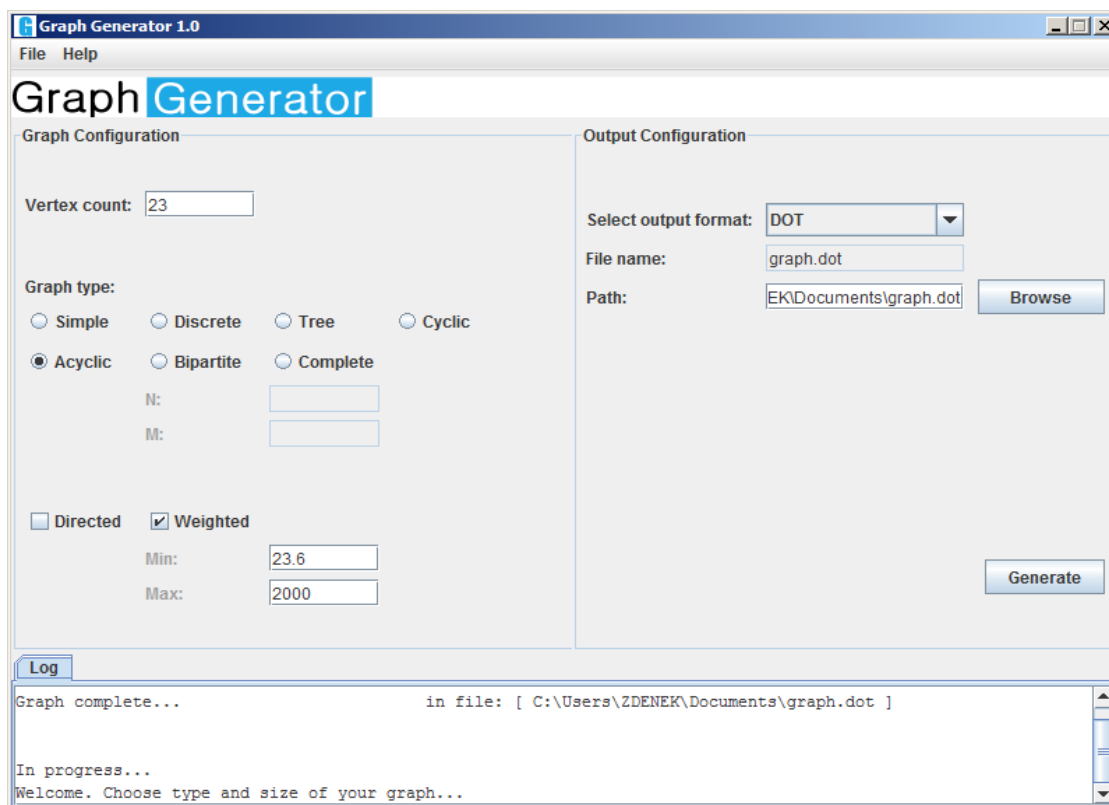 Graph Generator 1.0
File Help
Graph Generator
Graph Configuration
Vertex count: 23
Graph type:
Simple Discrete Tree Cyclic
Acyclic Bipartite Complete
N:
M:
Directed Weighted
Min: 23.6
Max: 2000
Output Configuration
Select output format: DOT
File name: graph.dot
Path: EK\Documents\graph.dot Browse
Generate
Log
Graph complete... in file: [ C:\Users\ZDENEK\Documents\graph.dot ]
In progress...
Welcome. Choose type and size of your graph...